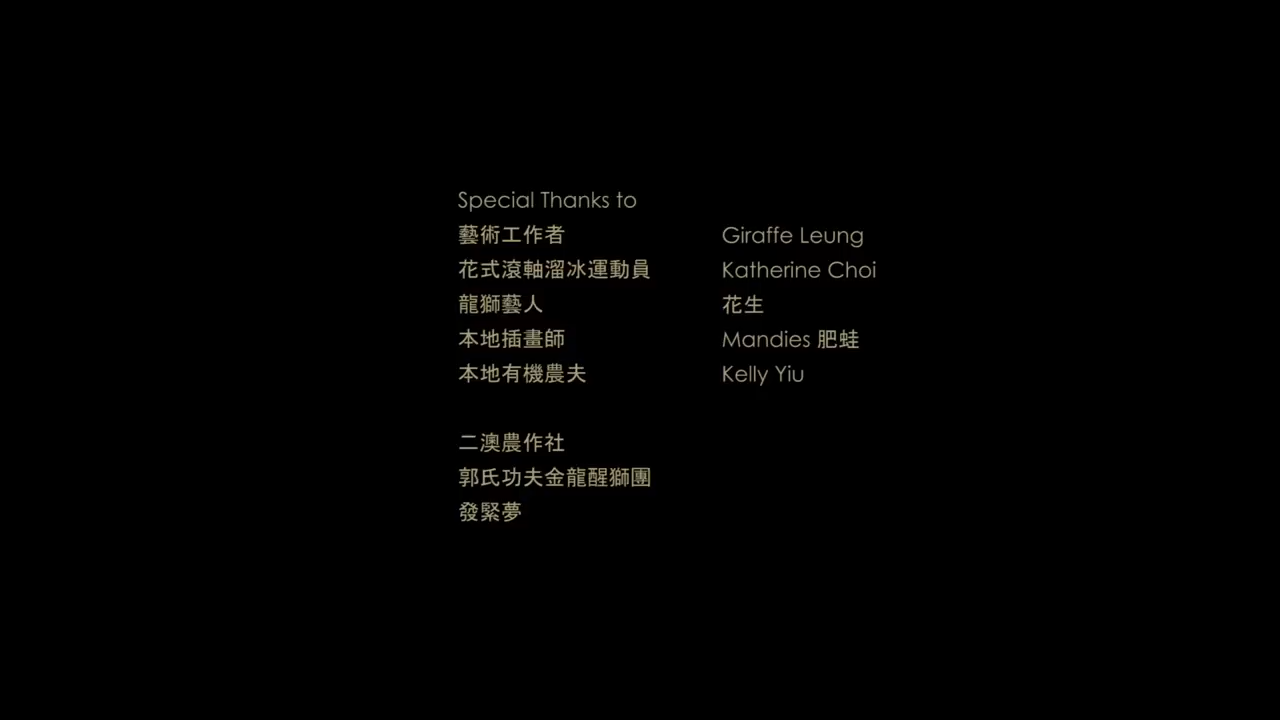 Special Thanks to
藝術工作者 Giraffe Leung
花式滾軸溜冰運動員 Katherine Choi
龍獅藝人 花生
本地插畫師 Mandies 肥蛙
本地有機農夫 Kelly Yiu
二澳農作社
郭氏功夫金龍醒獅團
發緊夢